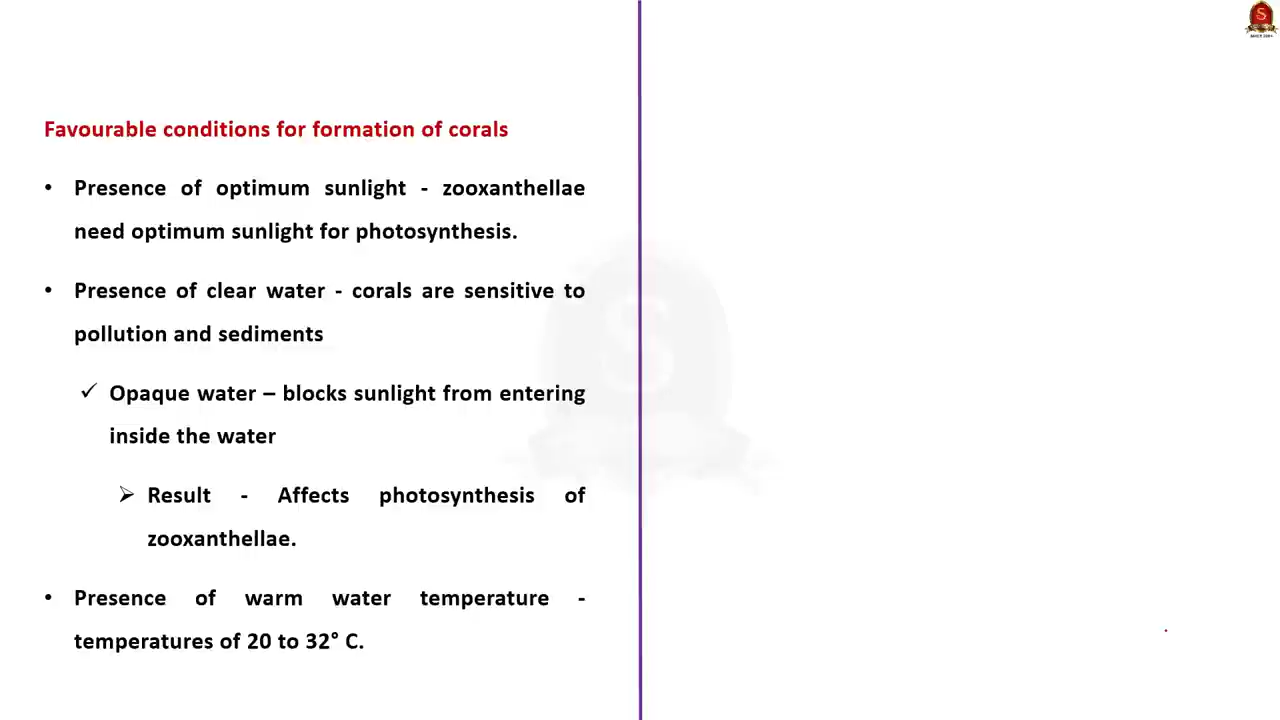 Favourable conditions for formation of corals
• Presence of optimum sunlight - zooxanthellae
need optimum sunlight for photosynthesis.
• Presence of clear water - corals are sensitive to
pollution and sediments
✓ Opaque water – blocks sunlight from entering
inside the water
➢ Result - Affects photosynthesis of
zooxanthellae.
• Presence of warm water temperature -
temperatures of 20 to 32° C.
S